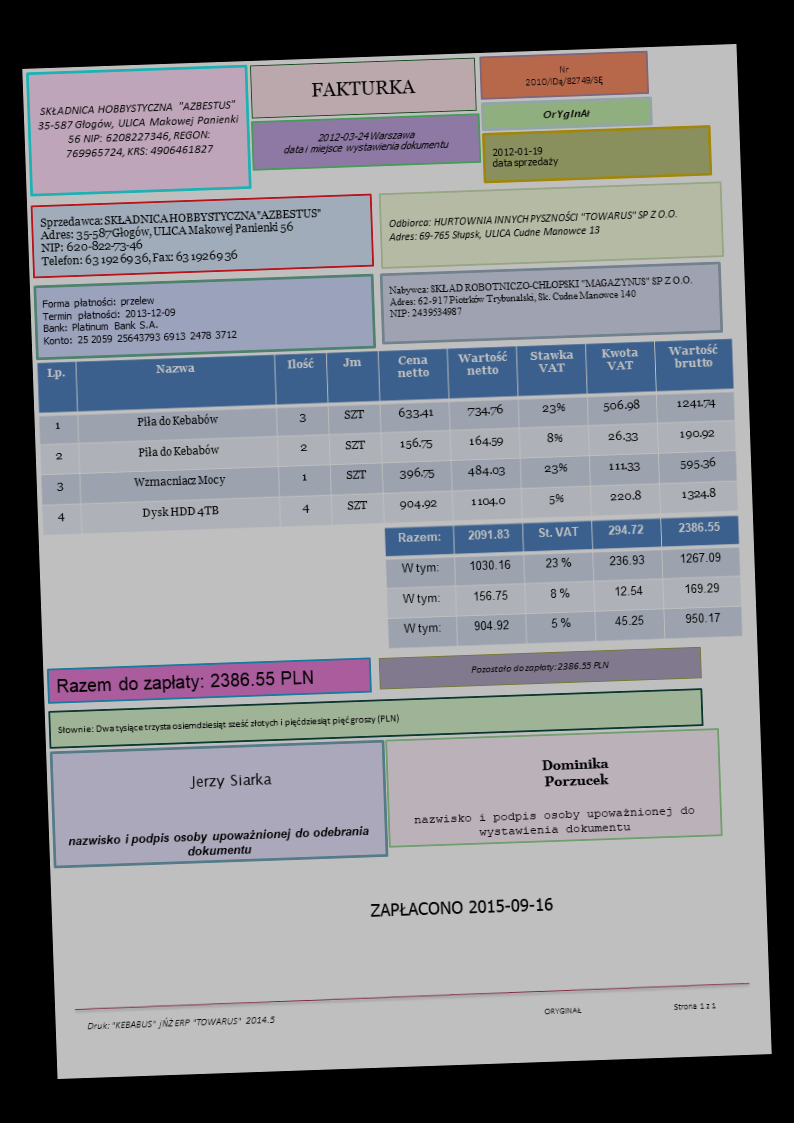 SKŁADNICA HOBBYSTYCZNA "AZBESTUS"
35-587 Głogów, ULICA Makowej Panienki
56 NIP: 6208227346, REGON:
769965724, KRS: 4906461827
FAKTURKA
2012-03-24 Warszawa
data i miejsce wystawienia dokumentu
Nr
2010/IDą/82749/SĘ
OrYgInAł
2012-01-19
data sprzedaży
Sprzedawca: SKŁADNICA HOBBYSTYCZNA "AZBESTUS"
Adres: 35-587 Głogów, ULICA Makowej Panienki 56
NIP: 620-822-73-46
Telefon: 63 192 69 36, Fax: 63 192 69 36
Odbiorca: HURTOWNIA INNYCH PYSZNOŚCI "TOWARUS" SP Z O.O.
Adres: 69-765 Słupsk, ULICA Cudne Manowce 13
Forma płatności: przelew
Termin płatności: 2013-12-09
Bank: Platinum Bank S.A.
Konto: 25 2059 25643793 6913 2478 3712
Nabywca: SKŁAD ROBOTNICZO-CHŁOPSKI "MAGAZYNUS" SP Z O.O.
Adres: 62-917 Piotrków Trybunalski, Sk. Cudne Manowce 140
NIP: 2439534987
Lp. Nazwa Ilość Jm Cena netto Wartość netto Stawka VAT Kwota VAT Wartość brutto
1 Piła do Kebabów 3 SZT 633.41 734.76 23% 506.98 1241.74
2 Piła do Kebabów 2 SZT 156.75 164.59 8% 26.33 190.92
3 Wzmacniacz Mocy 1 SZT 396.75 484.03 23% 111.33 595.36
4 Dysk HDD 4TB 4 SZT 904.92 1104.0 5% 220.8 1324.8
Razem: 2091.83 St. VAT 294.72 2386.55
W tym: 1030.16 23 % 236.93 1267.09
W tym: 156.75 8 % 12.54 169.29
W tym: 904.92 5 % 45.25 950.17
Razem do zapłaty: 2386.55 PLN
Pozostało do zapłaty: 2386.55 PLN
Słownie: Dwa tysiące trzysta osiemdziesiąt sześć złotych i pięćdziesiąt pięć groszy (PLN)
Jerzy Siarka
nazwisko i podpis osoby upoważnionej do odebrania
dokumentu
Dominika
Porzucek
nazwisko i podpis osoby upoważnionej do
wystawienia dokumentu
ZAPŁACONO 2015-09-16
Druk: "KEBABUS" jŃŻ ERP "TOWARUS" 2014.5
ORYGINAŁ
Strona 1 z 1